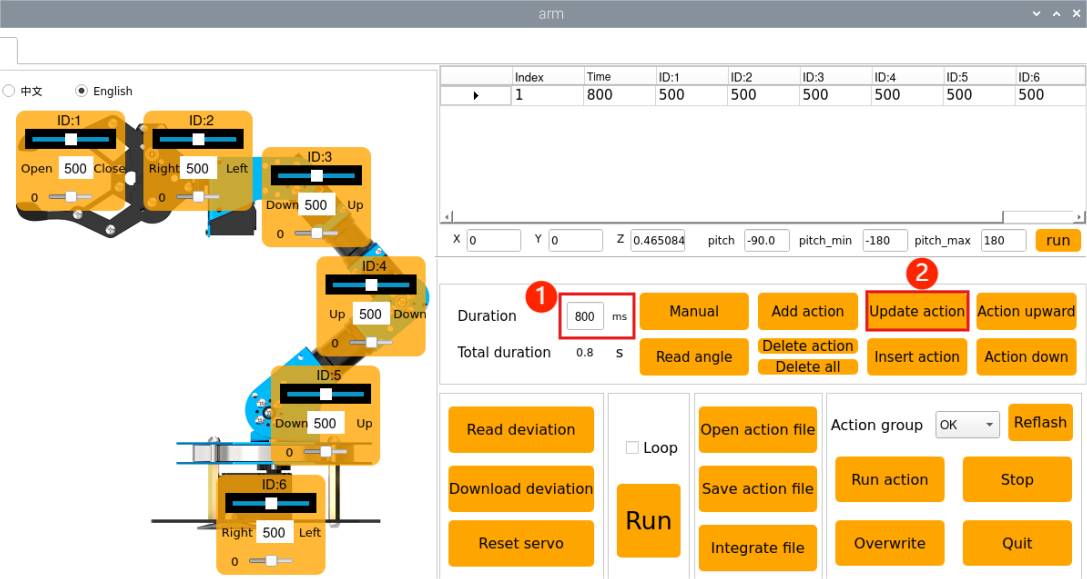 arm
中文 English
Index Time ID:1 ID:2 ID:3 ID:4 ID:5 ID:6
1 800 500 500 500 500 500 500
ID:1
Open 500 Close
0
ID:2
Right 500 Left
0
ID:3
Down 500 Up
0
ID:4
Up 500 Down
0
ID:5
Down 500 Up
0
ID:6
Right 500 Left
0
X 0 Y 0 Z 0.465084 pitch -90.0 pitch_min -180 pitch_max 180 run
1 2
Duration 800 ms Manual Add action Update action Action upward
Total duration 0.8 s Read angle Delete action Insert action Action down
Delete all
Read deviation
Download deviation
Reset servo
Loop
Run
Open action file
Save action file
Integrate file
Action group OK Reflash
Run action Stop
Overwrite Quit